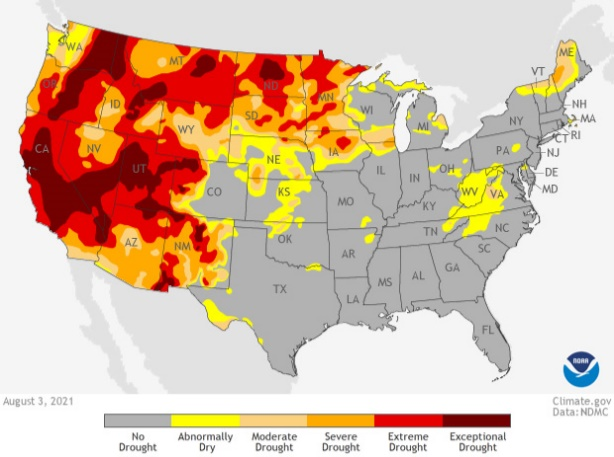 WA
MT
ND
OR
ID
MN
SD
WY
WI
MI
ME
VT
NH
NY
MA
CT
RI
CA
NV
UT
CO
NE
IA
IL
IN
OH
PA
NJ
DE
MD
KS
MO
KY
WV
VA
AZ
NM
OK
AR
TN
NC
SC
TX
LA
MS
AL
GA
FL
NOAA
August 3, 2021
Climate.gov
Data: NDMC
No
Drought
Abnormally
Dry
Moderate
Drought
Severe
Drought
Extreme
Drought
Exceptional
Drought